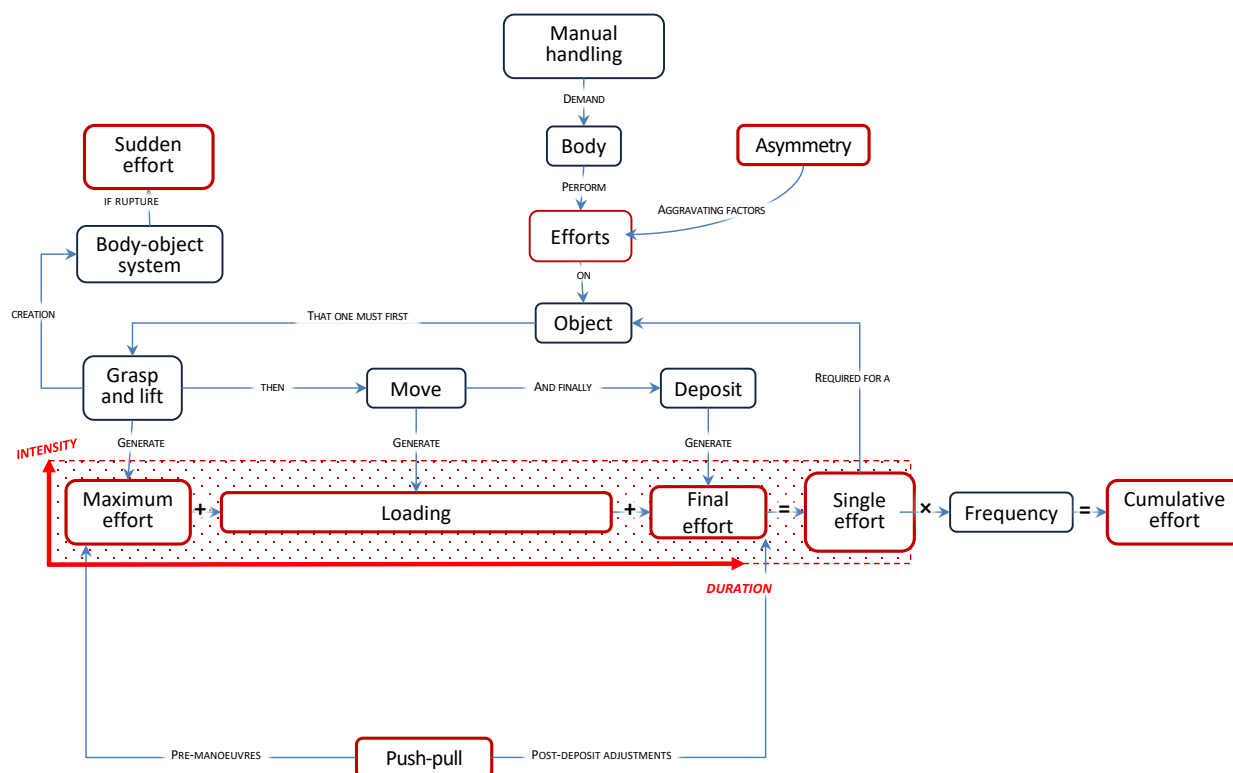 Manual
handling
DEMAND
Sudden
effort
Body
Asymmetry
PERFORM
IF RUPTURE
AGGRAVATING FACTORS
Efforts
Body-object
system
ON
CREATION
THAT ONE MUST FIRST
Object
Grasp
and lift
THEN
Move
AND FINALLY
Deposit
REQUIRED FOR A
GENERATE
GENERATE
GENERATE
INTENSITY
Maximum
effort
+
Loading
+
Final
effort
=
Single
effort
×
Frequency
=
Cumulative
effort
DURATION
PRE-MANOEUVRES
Push-pull
POST-DEPOSIT ADJUSTMENTS